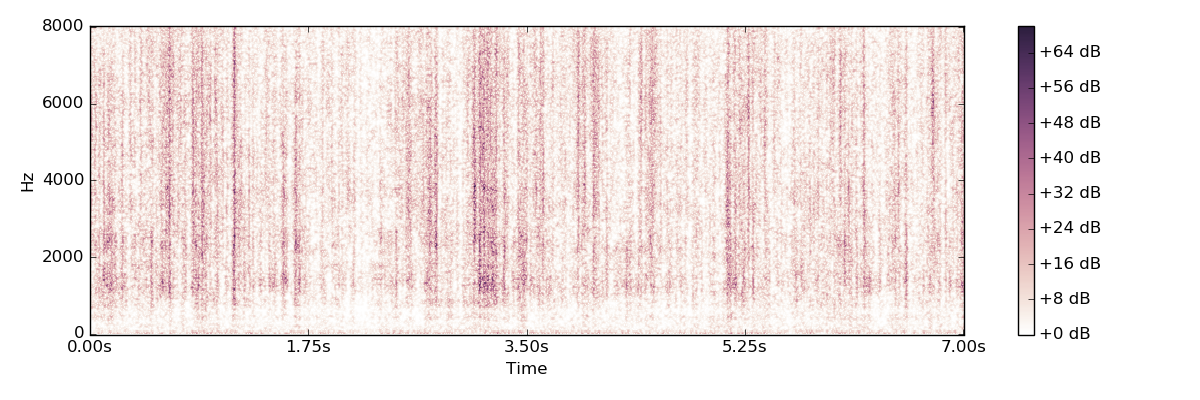 8000
6000
4000
2000
0
Hz
0.00s
1.75s
3.50s
5.25s
7.00s
Time
+64 dB
+56 dB
+48 dB
+40 dB
+32 dB
+24 dB
+16 dB
+8 dB
+0 dB